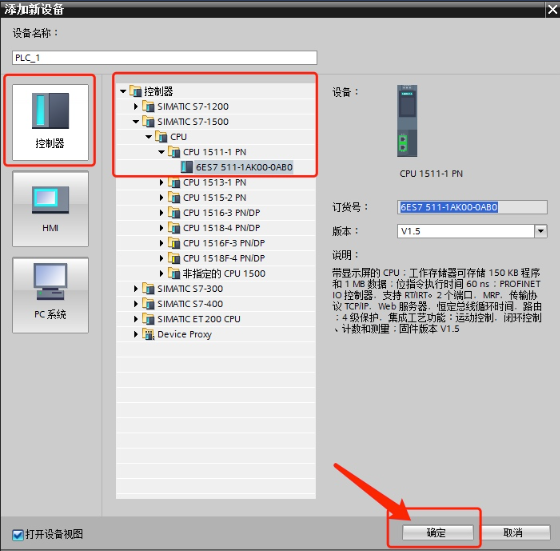 添加新设备
设备名称：
PLC_1
控制器
HMI
PC 系统
控制器
SIMATIC S7-1200
SIMATIC S7-1500
CPU
CPU 1511-1 PN
6ES7 511-1AK00-0AB0
CPU 1513-1 PN
CPU 1515-2 PN
CPU 1516-3 PN/DP
CPU 1518-4 PN/DP
CPU 1516F-3 PN/DP
CPU 1518F-4 PN/DP
非指定的 CPU 1500
SIMATIC S7-300
SIMATIC S7-400
SIMATIC ET 200 CPU
Device Proxy
设备：
CPU 1511-1 PN
订货号：
6ES7 511-1AK00-0AB0
版本：
V1.5
说明：
带显示屏的 CPU；工作存储器可存储 150 KB 程序
和 1 MB 数据；位指令执行时间 60 ns；PROFINET
IO 控制器，支持 RT/IRT。2 个端口，MRP，传输协
议 TCP/IP，Web 服务器，恒定总线循环时间，路由
；4 级保护，集成工艺功能：运动控制，闭环控制
、计数和测量；固件版本 V1.5
打开设备视图
确定
取消